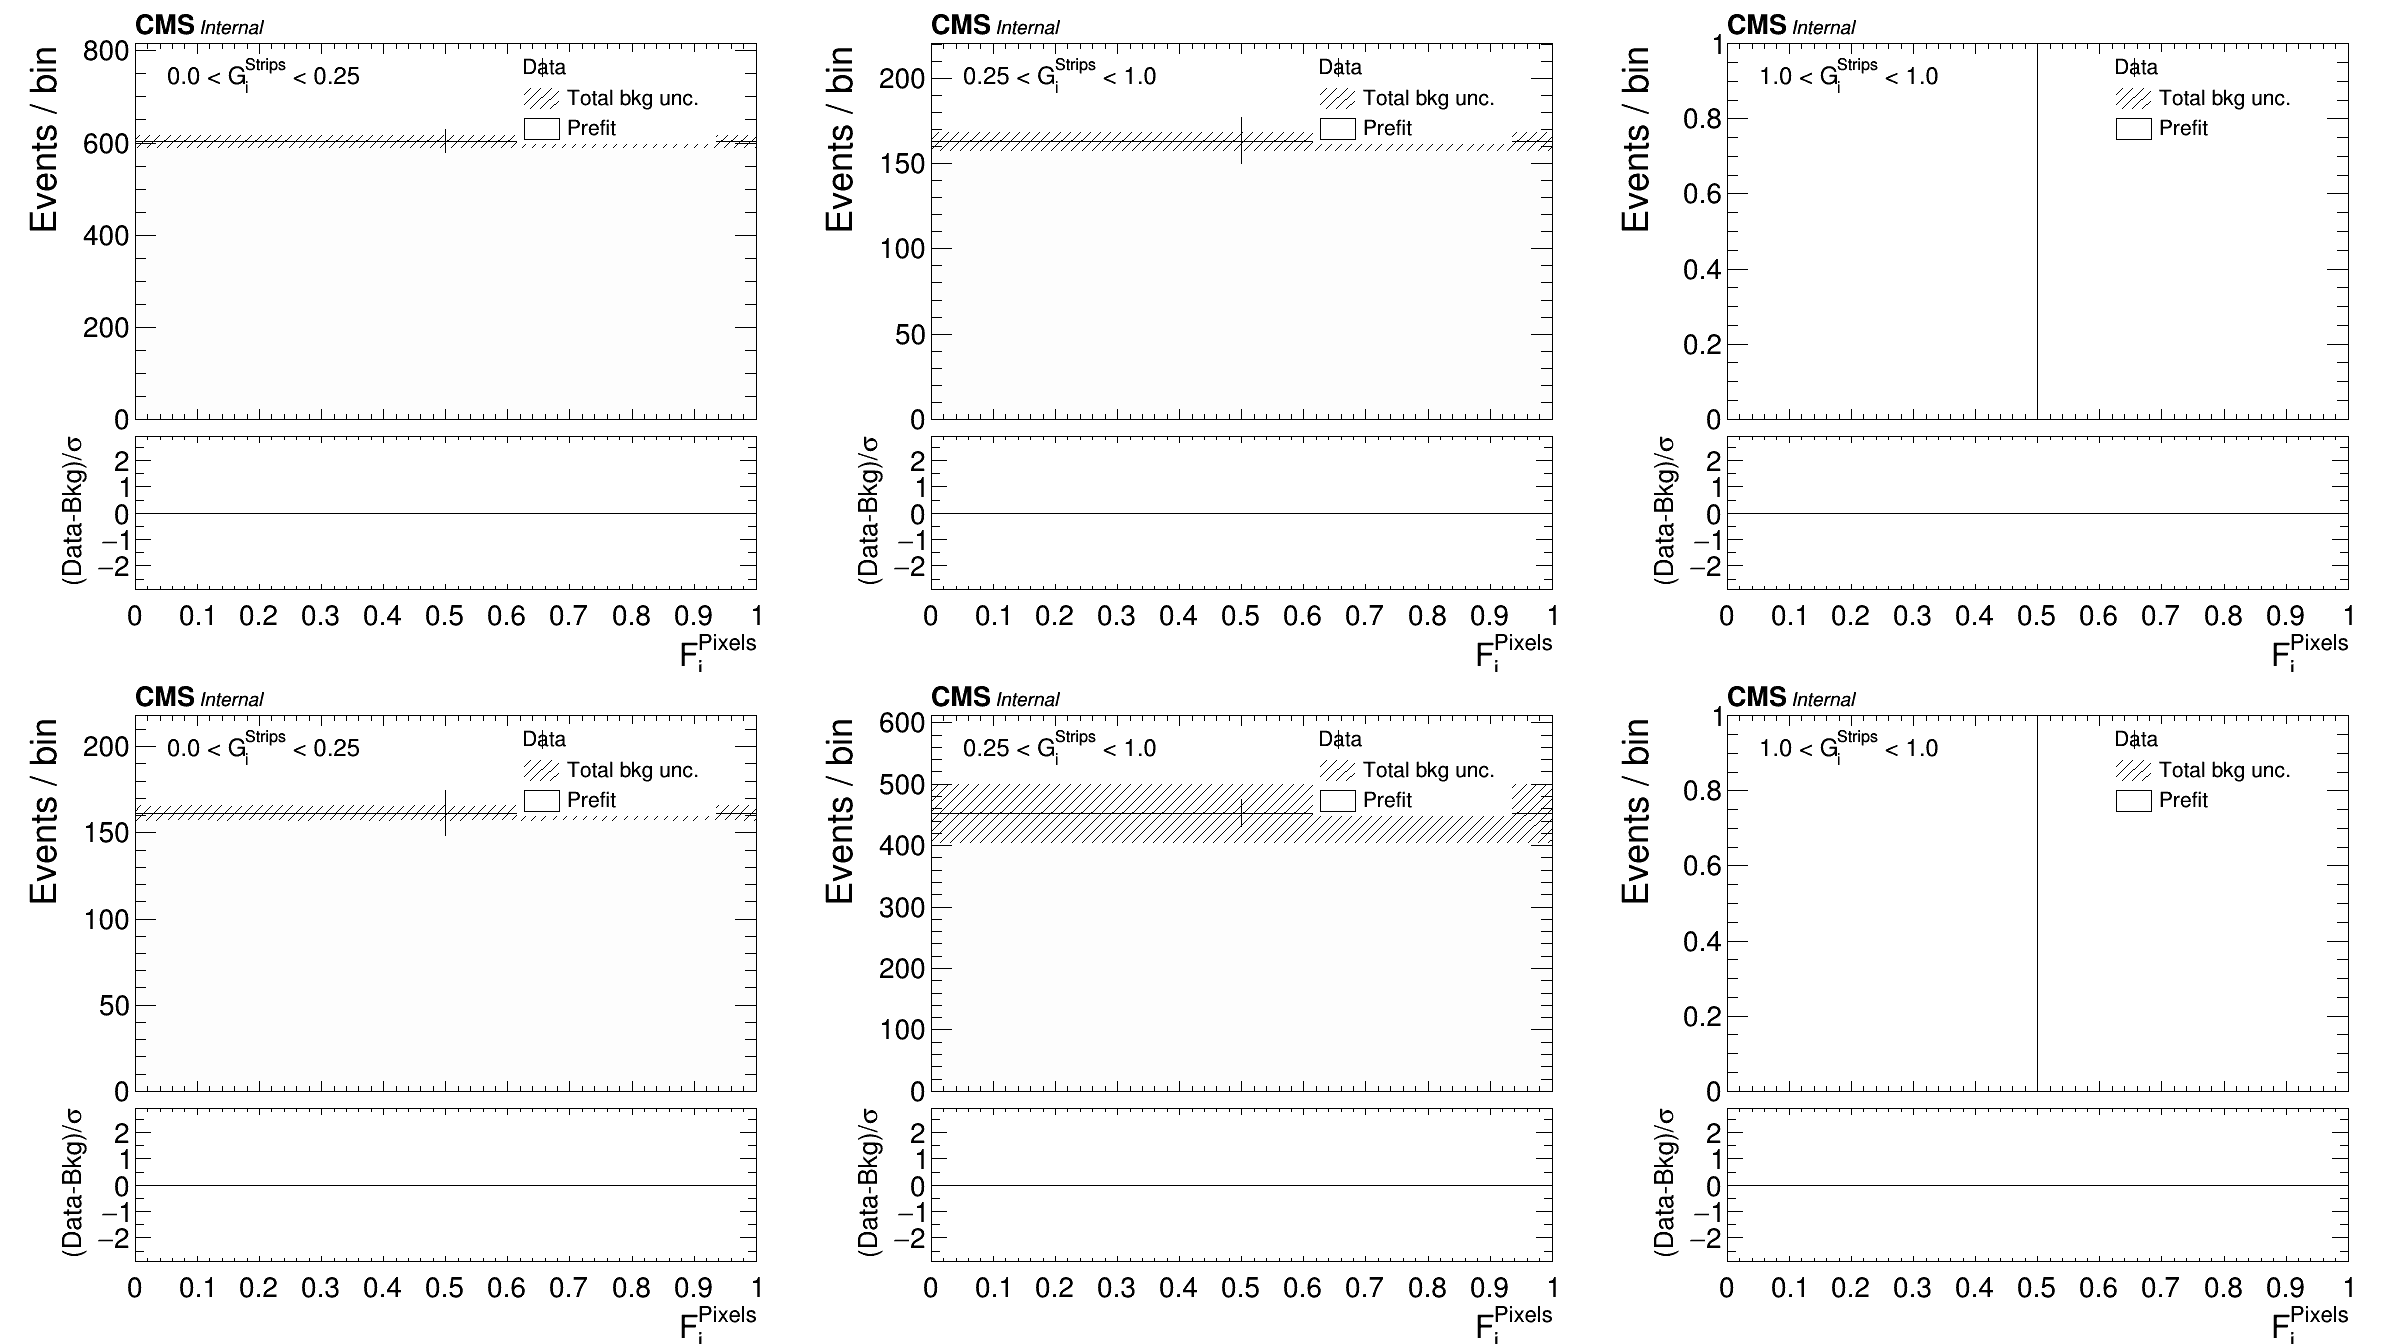 CMS Internal
Events / bin
800
600
400
200
0
0.0 < G_i^Strips < 0.25
Data
Total bkg unc.
Prefit
(Data-Bkg)/σ
2
1
0
−1
−2
0 0.1 0.2 0.3 0.4 0.5 0.6 0.7 0.8 0.9 1
F_i^Pixels
CMS Internal
Events / bin
200
150
100
50
0
0.25 < G_i^Strips < 1.0
Data
Total bkg unc.
Prefit
(Data-Bkg)/σ
2
1
0
−1
−2
0 0.1 0.2 0.3 0.4 0.5 0.6 0.7 0.8 0.9 1
F_i^Pixels
CMS Internal
Events / bin
1
0.8
0.6
0.4
0.2
0
1.0 < G_i^Strips < 1.0
Data
Total bkg unc.
Prefit
(Data-Bkg)/σ
2
1
0
−1
−2
0 0.1 0.2 0.3 0.4 0.5 0.6 0.7 0.8 0.9 1
F_i^Pixels
CMS Internal
Events / bin
200
150
100
50
0
0.0 < G_i^Strips < 0.25
Data
Total bkg unc.
Prefit
(Data-Bkg)/σ
2
1
0
−1
−2
0 0.1 0.2 0.3 0.4 0.5 0.6 0.7 0.8 0.9 1
F_i^Pixels
CMS Internal
Events / bin
600
500
400
300
200
100
0
0.25 < G_i^Strips < 1.0
Data
Total bkg unc.
Prefit
(Data-Bkg)/σ
2
1
0
−1
−2
0 0.1 0.2 0.3 0.4 0.5 0.6 0.7 0.8 0.9 1
F_i^Pixels
CMS Internal
Events / bin
1
0.8
0.6
0.4
0.2
0
1.0 < G_i^Strips < 1.0
Data
Total bkg unc.
Prefit
(Data-Bkg)/σ
2
1
0
−1
−2
0 0.1 0.2 0.3 0.4 0.5 0.6 0.7 0.8 0.9 1
F_i^Pixels